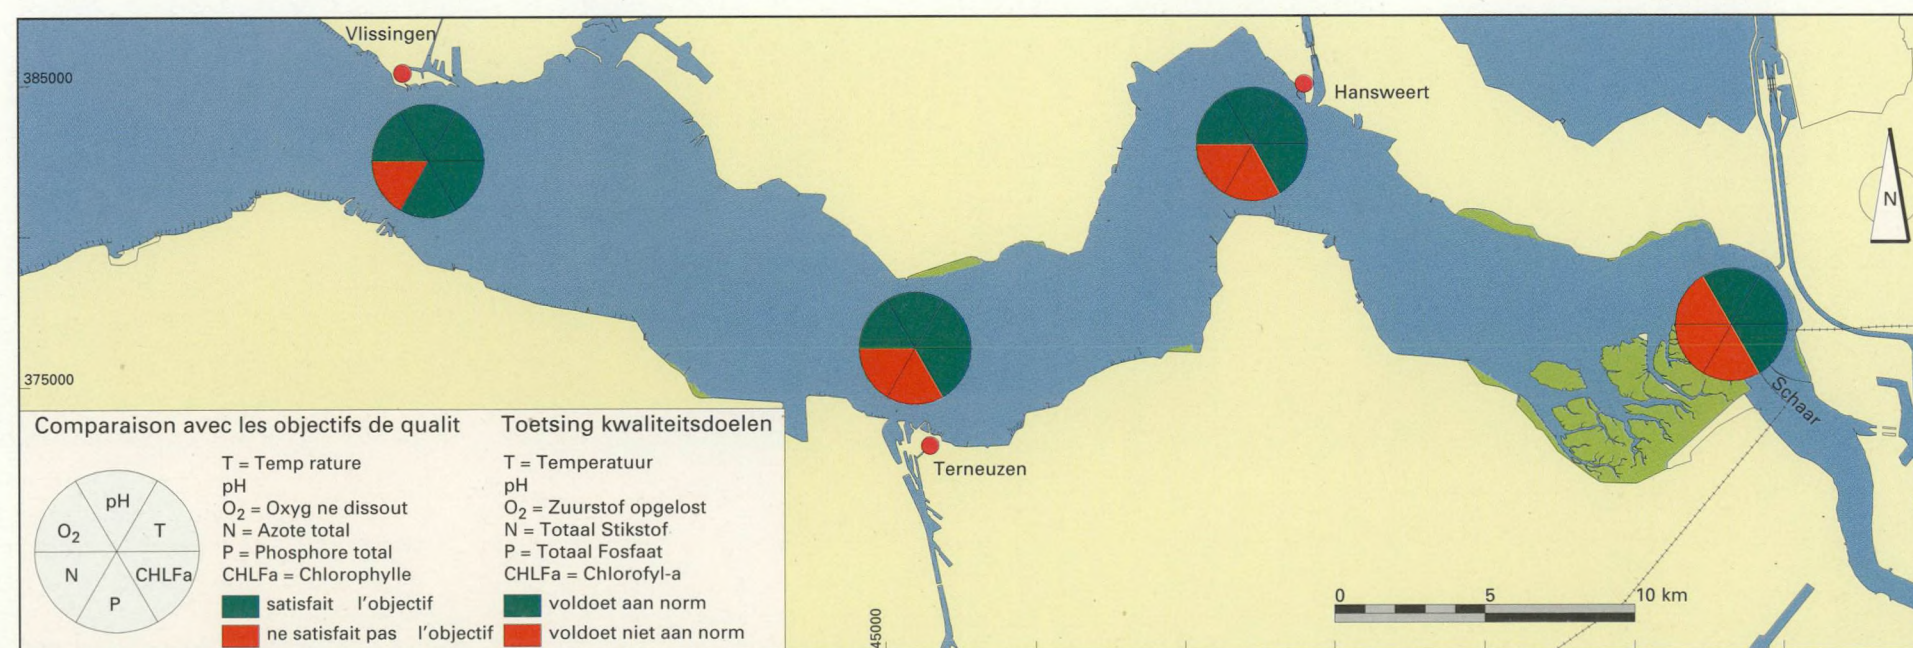 Vlissingen
385000
Hansweert
N
375000
Schaar
Terneuzen
Comparaison avec les objectifs de qualit
T = Temp rature
pH
O2 = Oxyg ne dissout
N = Azote total
P = Phosphore total
CHLFa = Chlorophylle
satisfait l'objectif
ne satisfait pas l'objectif
Toetsing kwaliteitsdoelen
T = Temperatuur
pH
O2 = Zuurstof opgelost
N = Totaal Stikstof
P = Totaal Fosfaat
CHLFa = Chlorofyl-a
voldoet aan norm
voldoet niet aan norm
pH
O2 T
N CHLFa
P
45000
0 5 10 km